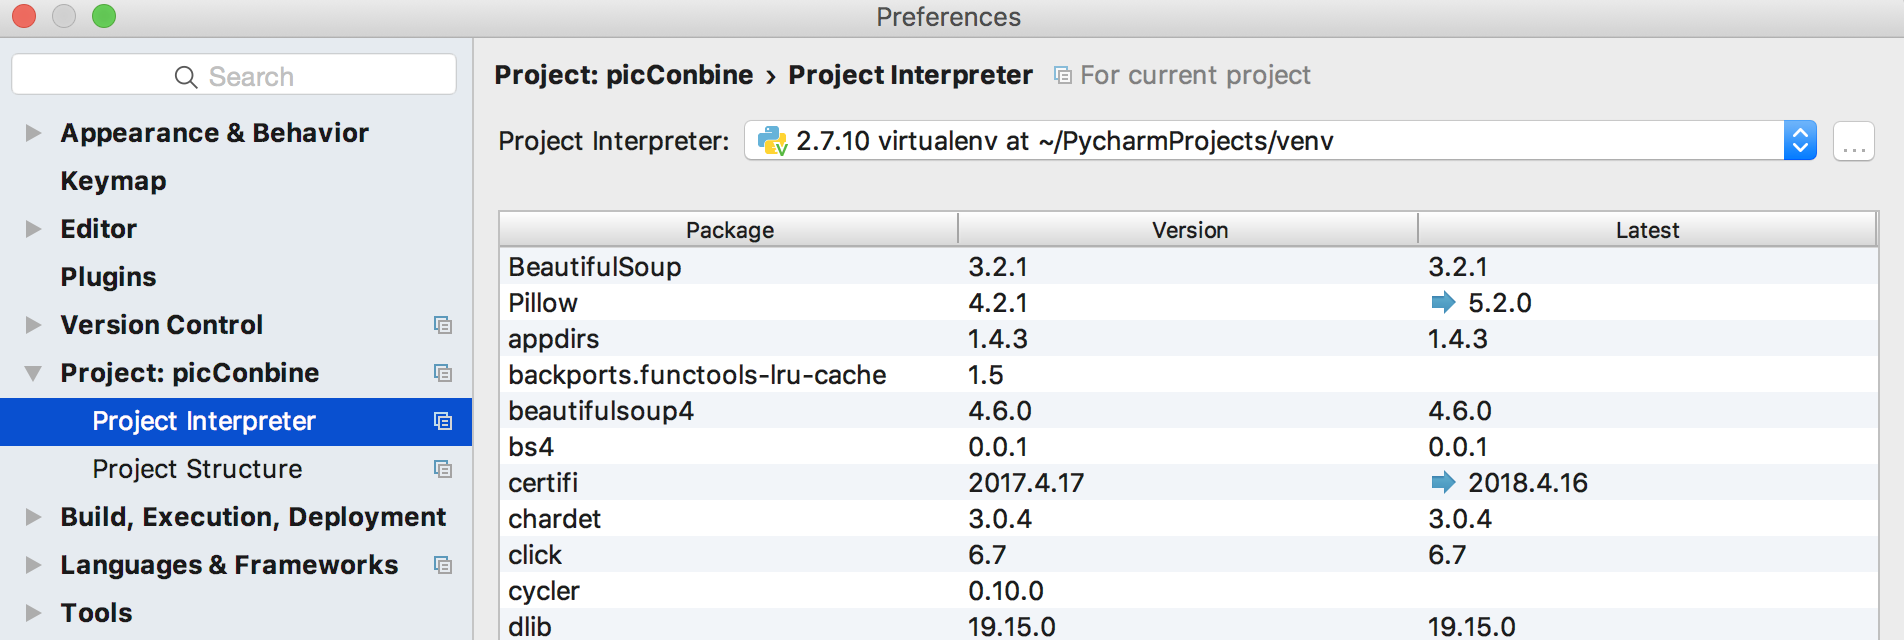 Preferences
Search
Appearance & Behavior
Keymap
Editor
Plugins
Version Control
Project: picConbine
Project Interpreter
Project Structure
Build, Execution, Deployment
Languages & Frameworks
Tools
Project: picConbine › Project Interpreter For current project
Project Interpreter: 2.7.10 virtualenv at ~/PycharmProjects/venv ...
Package Version Latest
BeautifulSoup 3.2.1 3.2.1
Pillow 4.2.1 5.2.0
appdirs 1.4.3 1.4.3
backports.functools-lru-cache 1.5
beautifulsoup4 4.6.0 4.6.0
bs4 0.0.1 0.0.1
certifi 2017.4.17 2018.4.16
chardet 3.0.4 3.0.4
click 6.7 6.7
cycler 0.10.0
dlib 19.15.0 19.15.0